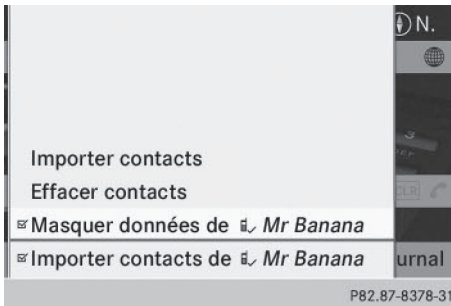 N.
Importer contacts
Effacer contacts
Masquer données de Mr Banana
Importer contacts de Mr Banana
urnal
P82.87-8378-31